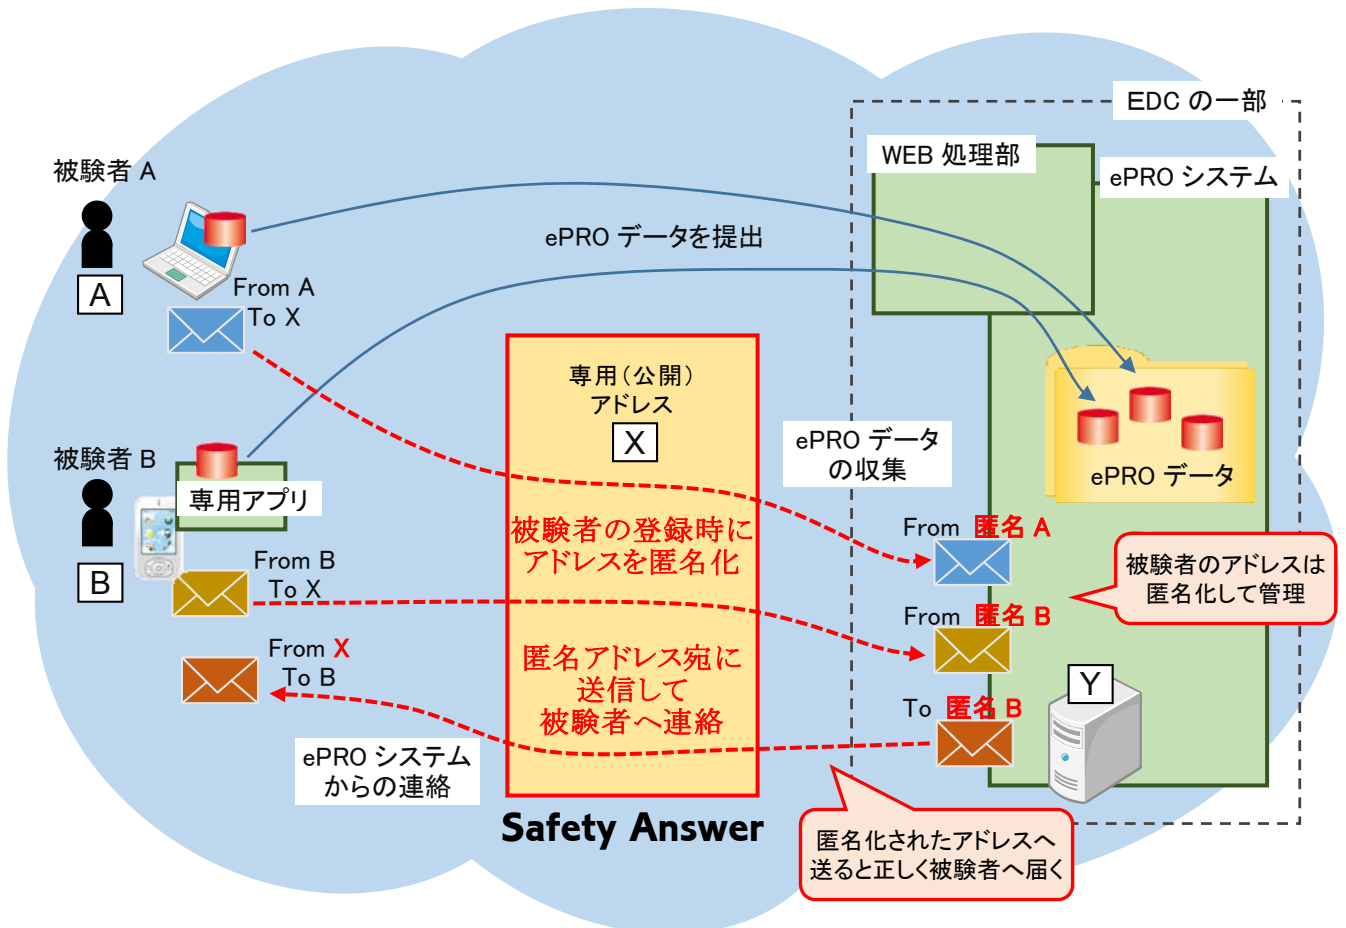 EDC の一部
WEB 処理部
ePRO システム
被験者 A
A
ePRO データを提出
From A
To X
専用（公開）
アドレス
X
ePRO データ
の収集
ePRO データ
被験者 B
専用アプリ
B
From B
To X
被験者の登録時に
アドレスを匿名化
From 匿名 A
被験者のアドレスは
匿名化して管理
From 匿名 B
From X
To B
匿名アドレス宛に
送信して
被験者へ連絡
To 匿名 B
Y
ePRO システム
からの連絡
Safety Answer
匿名化されたアドレスへ
送ると正しく被験者へ届く